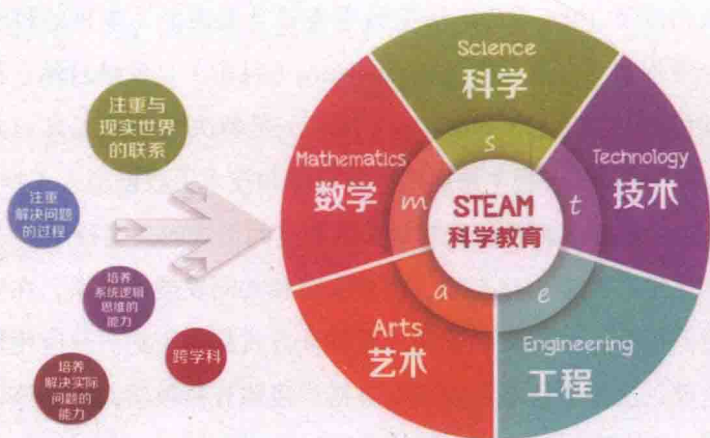 注重与
现实世界
的联系
注重
解决问题
的过程
培养
系统逻辑
思维的
能力
跨学科
培养
解决实际
问题的
能力
Science
科学
Technology
技术
Engineering
工程
Arts
艺术
Mathematics
数学
s
t
e
a
m
STEAM
科学教育